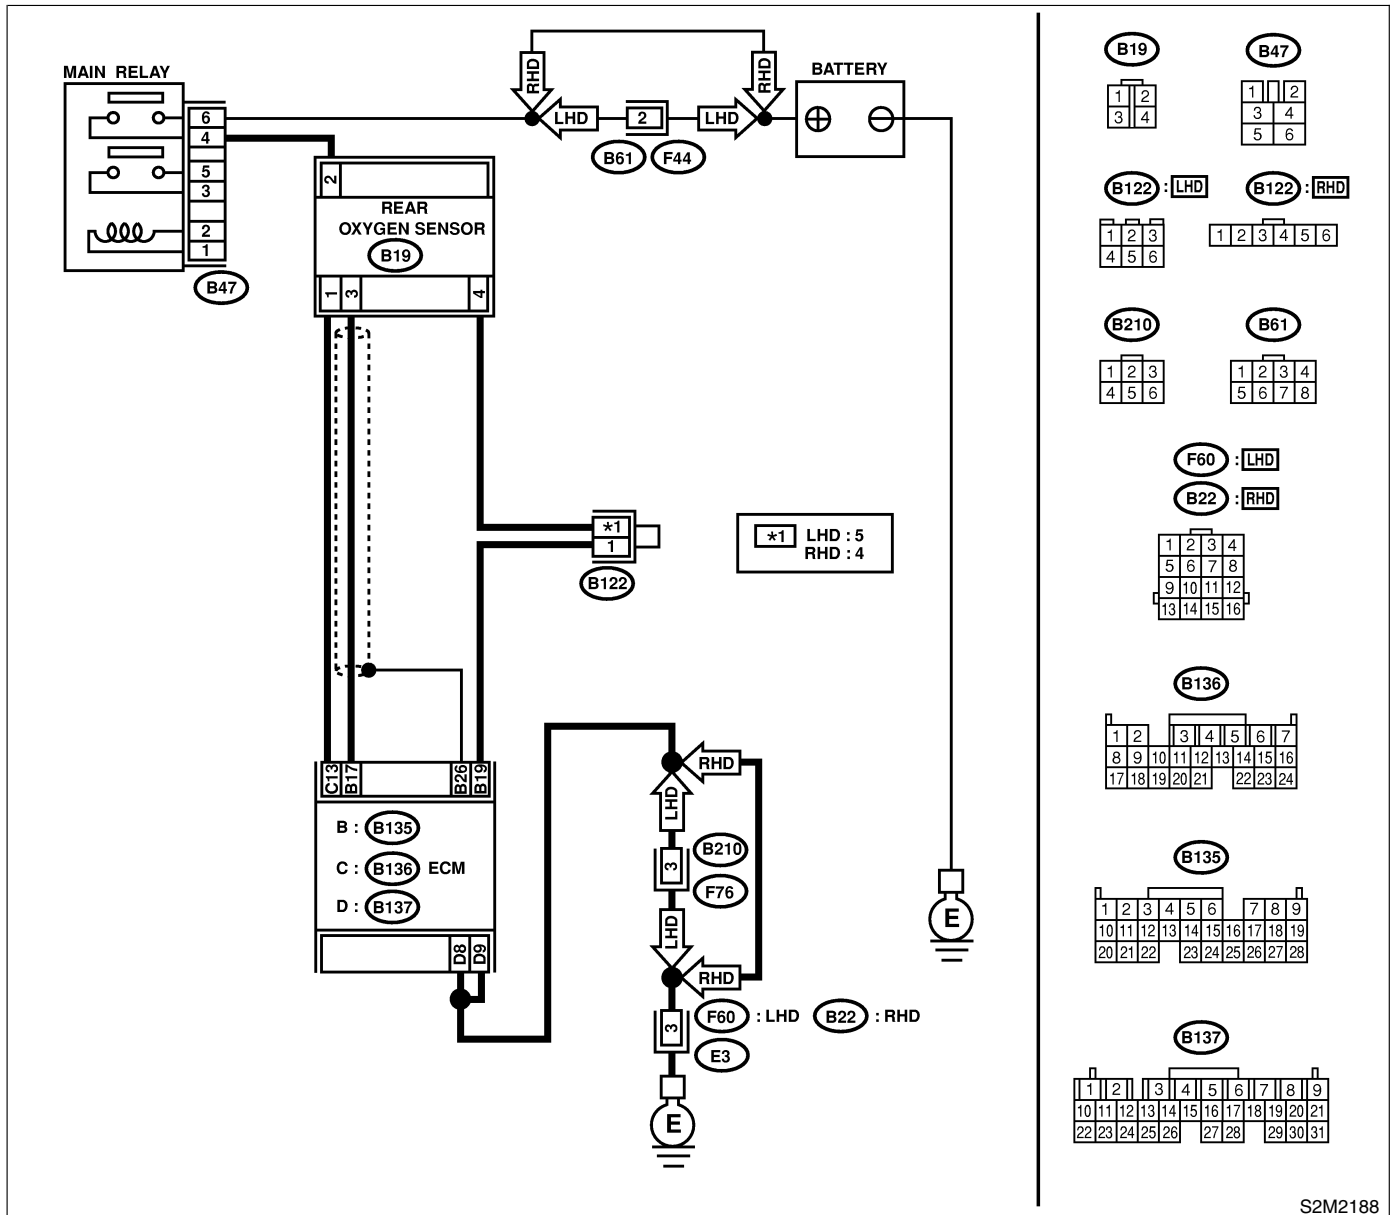 MAIN RELAY
6
4
5
3
2
1
B47
RHD
RHD
LHD
2
LHD
B61
F44
BATTERY
2
REAR
OXYGEN SENSOR
B19
1
3
4
*1
1
B122
*1 LHD : 5
RHD : 4
C13
B17
B26
B19
B : B135
C : B136 ECM
D : B137
D8
D9
RHD
LHD
3
B210
F76
LHD
RHD
3
F60 : LHD B22 : RHD
E3
E
E
B19
1 2
3 4
B47
1 2
3 4
5 6
B122 : LHD
1 2 3
4 5 6
B122 : RHD
1 2 3 4 5 6
B210
1 2 3
4 5 6
B61
1 2 3 4
5 6 7 8
F60 : LHD
B22 : RHD
1 2 3 4
5 6 7 8
9 10 11 12
13 14 15 16
B136
1 2 3 4 5 6 7
8 9 10 11 12 13 14 15 16
17 18 19 20 21 22 23 24
B135
1 2 3 4 5 6 7 8 9
10 11 12 13 14 15 16 17 18 19
20 21 22 23 24 25 26 27 28
B137
1 2 3 4 5 6 7 8 9
10 11 12 13 14 15 16 17 18 19 20 21
22 23 24 25 26 27 28 29 30 31
S2M2188